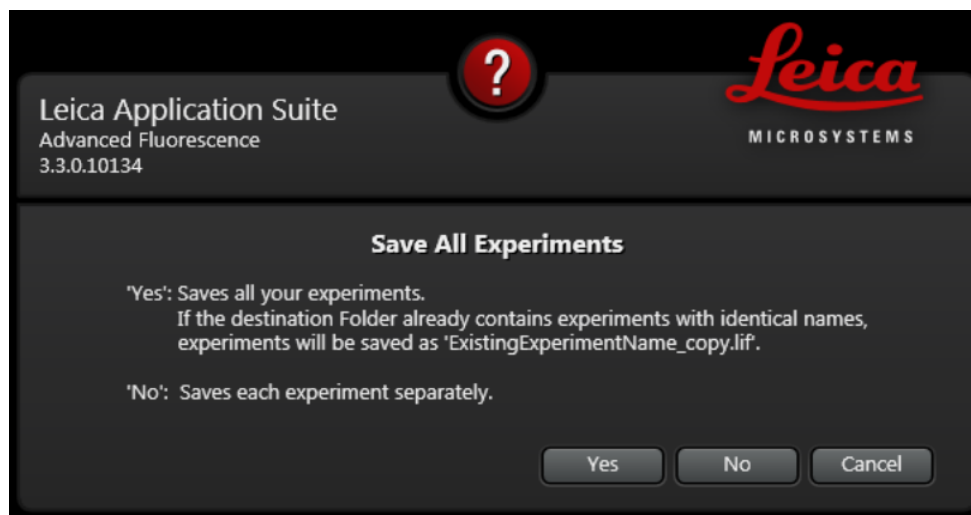 ?
Leica
MICROSYSTEMS
Leica Application Suite
Advanced Fluorescence
3.3.0.10134
Save All Experiments
'Yes': Saves all your experiments.
If the destination Folder already contains experiments with identical names,
experiments will be saved as 'ExistingExperimentName_copy.lif'.
'No': Saves each experiment separately.
Yes No Cancel